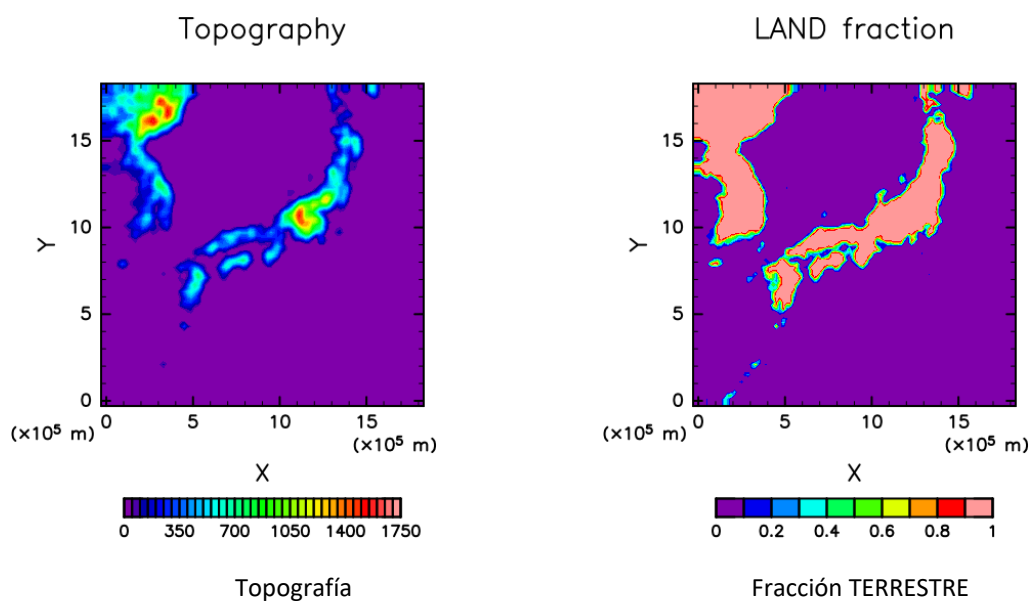 Topography
15
10
Y
5
0
0 5 10 15
(×10⁵ m) (×10⁵ m)
X
0 350 700 1050 1400 1750
Topografía
LAND fraction
15
10
Y
5
0
0 5 10 15
(×10⁵ m) (×10⁵ m)
X
0 0.2 0.4 0.6 0.8 1
Fracción TERRESTRE